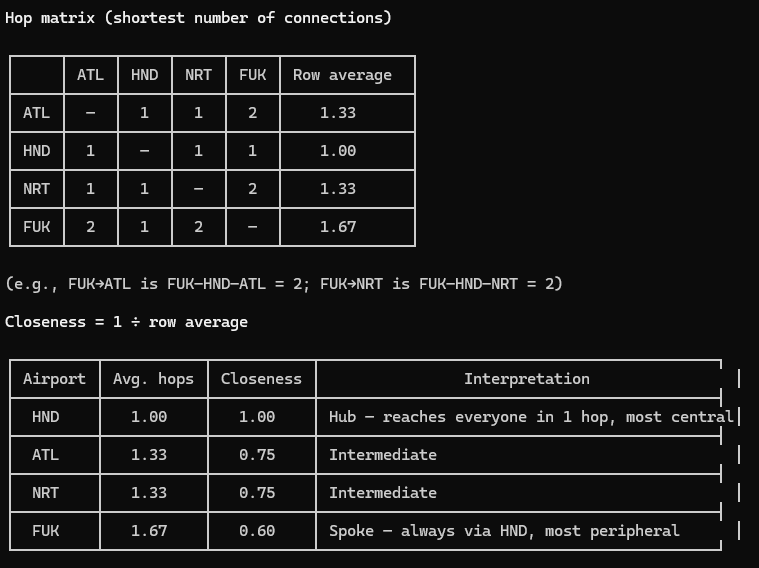 Hop matrix (shortest number of connections)
ATL HND NRT FUK Row average
ATL — 1 1 2 1.33
HND 1 — 1 1 1.00
NRT 1 1 — 2 1.33
FUK 2 1 2 — 1.67
(e.g., FUK→ATL is FUK—HND—ATL = 2; FUK→NRT is FUK—HND—NRT = 2)
Closeness = 1 ÷ row average
Airport Avg. hops Closeness Interpretation
HND 1.00 1.00 Hub — reaches everyone in 1 hop, most central
ATL 1.33 0.75 Intermediate
NRT 1.33 0.75 Intermediate
FUK 1.67 0.60 Spoke — always via HND, most peripheral